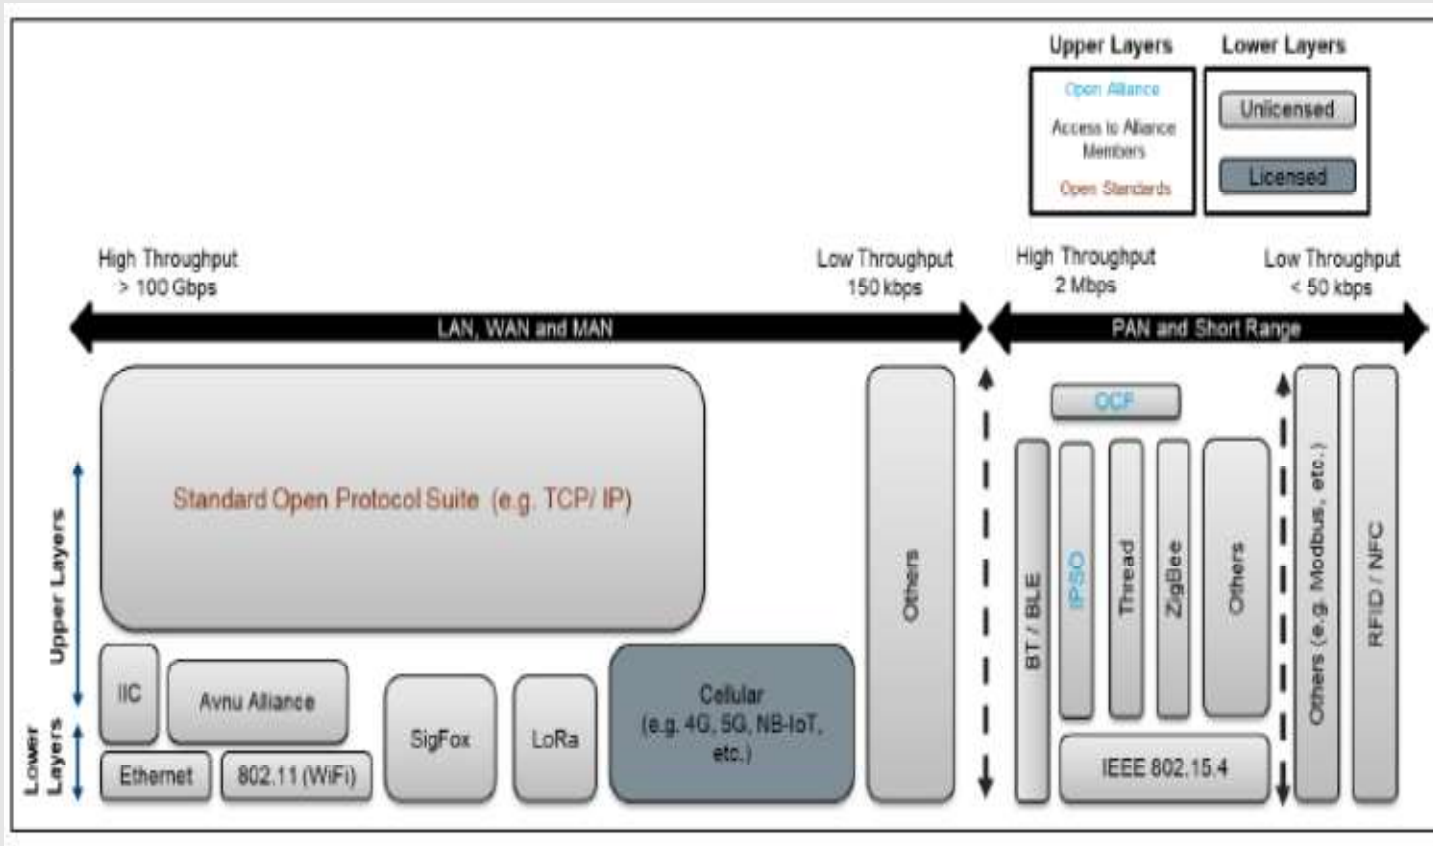 Upper Layers
Lower Layers
Open Alliance
Access to Alliance
Members
Open Standards
Unlicensed
Licensed
High Throughput
> 100 Gbps
Low Throughput
150 kbps
High Throughput
2 Mbps
Low Throughput
< 50 kbps
LAN, WAN and MAN
PAN and Short Range
Upper Layers
Lower
Layers
Standard Open Protocol Suite (e.g. TCP/ IP)
IIC
Avnu Alliance
Ethernet
802.11 (WiFi)
SigFox
LoRa
Cellular
(e.g. 4G, 5G, NB-IoT,
etc.)
Others
OCF
BT / BLE
IPSO
Thread
ZigBee
Others
IEEE 802.15.4
Others (e.g. Modbus, etc.)
RFID / NFC